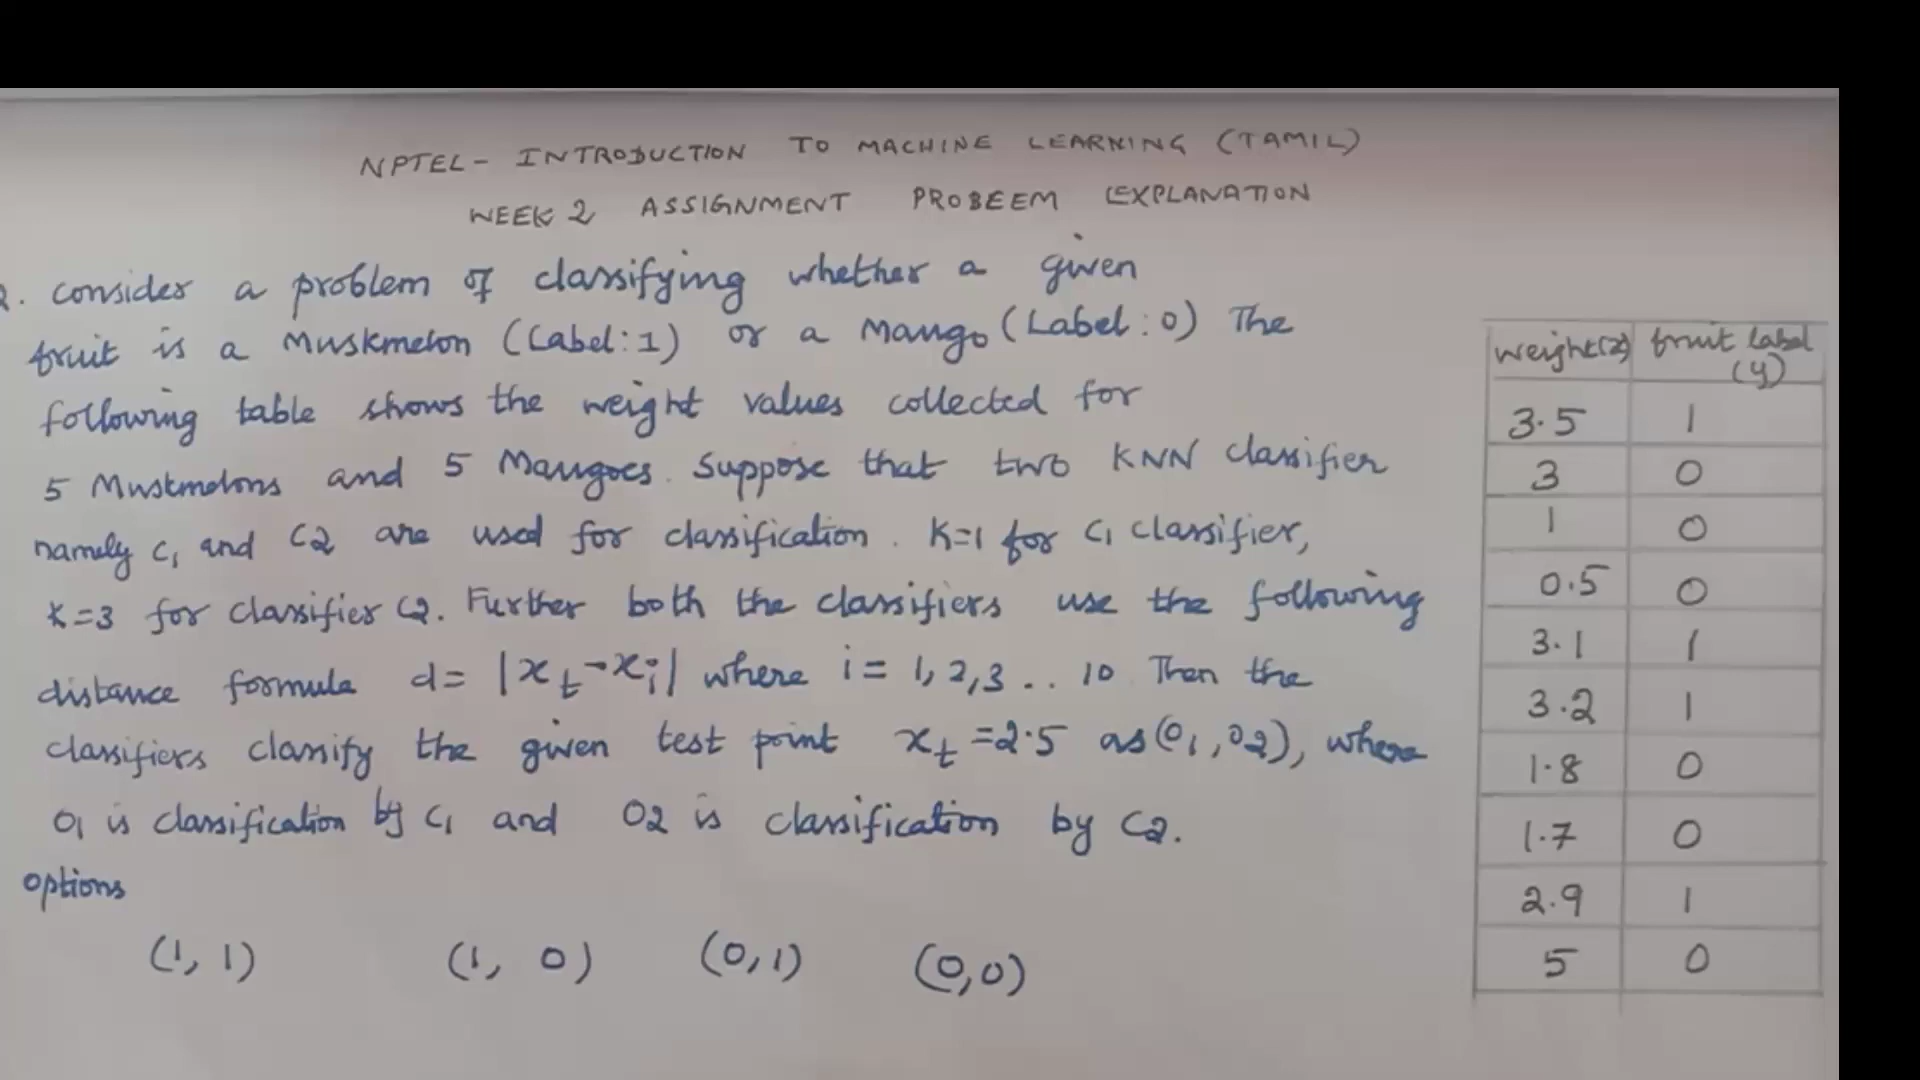 NPTEL- INTRODUCTION TO MACHINE LEARNING (TAMIL)
WEEK 2 ASSIGNMENT PROBEEM EXPLANATION
2. consider a problem of classifying whether a given
fruit is a Muskmelon (Label:1) or a Mango (Label:0) The
following table shows the weight values collected for
5 Muskmelons and 5 Mangoes. Suppose that two KNN classifier
namely C1 and C2 are used for classification. K=1 for C1 classifier,
K=3 for classifier C2. Further both the classifiers use the following
distance formula d= |xt-xi| where i= 1,2,3 .. 10 Then the
classifiers classify the given test point xt=2.5 as (O1,O2), where
O1 is classification by C1 and O2 is classification by C2.
options
(1, 1) (1, 0) (0,1) (0,0)
weight(x) fruit label
(y)
3.5 1
3 0
1 0
0.5 0
3.1 1
3.2 1
1.8 0
1.7 0
2.9 1
5 0